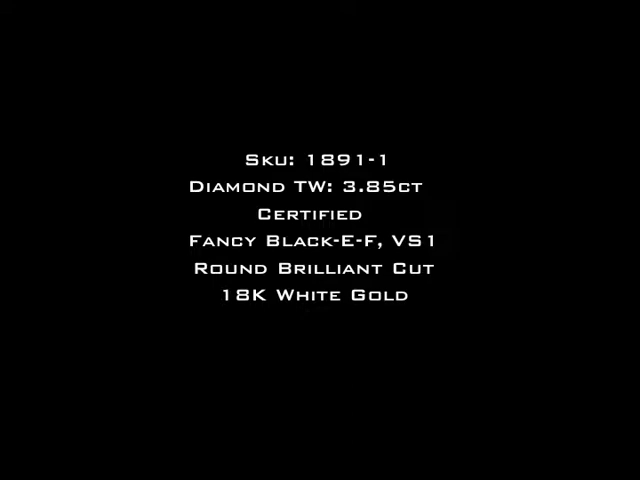 Sku: 1891-1
Diamond TW: 3.85ct
Certified
Fancy Black-E-F, VS1
Round Brilliant Cut
18K White Gold